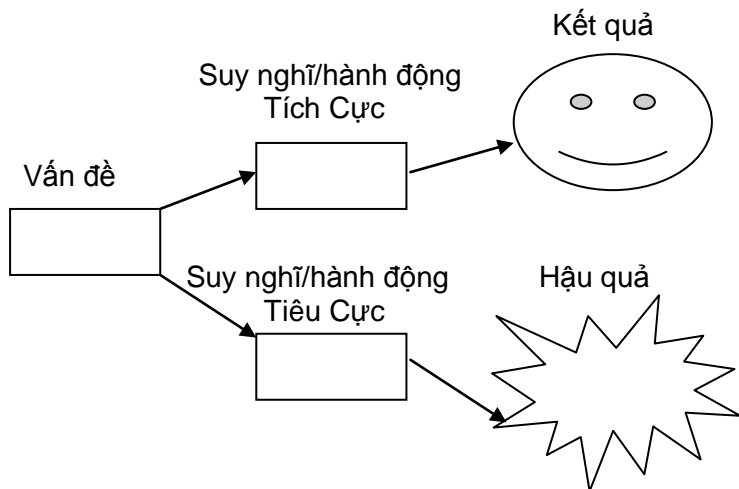 Kết quả
Suy nghĩ/hành động
Tích Cực
Vấn đề
Suy nghĩ/hành động
Tiêu Cực
Hậu quả